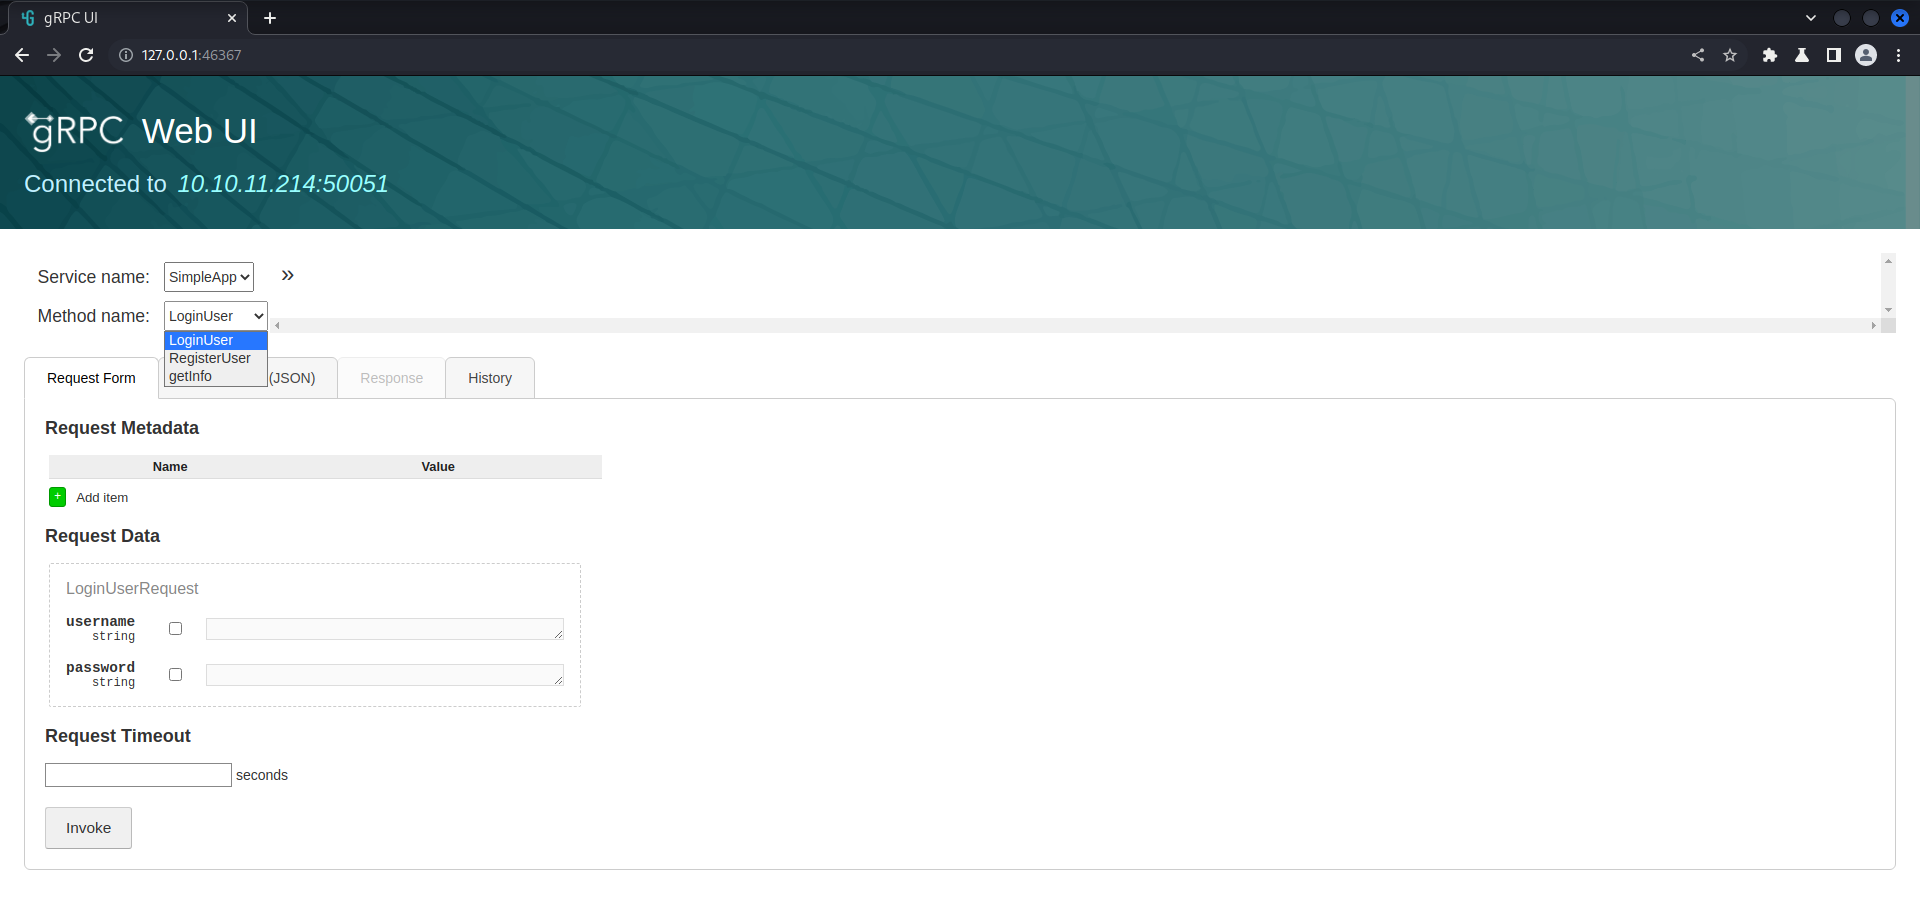 gRPC UI
127.0.0.1:46367
gRPC Web UI
Connected to 10.10.11.214:50051
Service name: SimpleApp »
Method name: LoginUser
LoginUser
RegisterUser
getInfo
Request Form (JSON) Response History
Request Metadata
Name Value
+ Add item
Request Data
LoginUserRequest
username
string
password
string
Request Timeout
seconds
Invoke